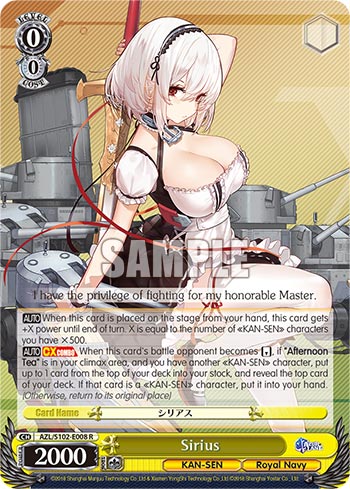 LEVEL
0
0
COST
SAMPLE
I have the privilege of fighting for my honorable Master.
AUTO When this card is placed on the stage from your hand, this card gets
+X power until end of turn. X is equal to the number of «KAN-SEN» characters
you have ×500.
AUTO CX COMBO When this card's battle opponent becomes [↓], if "Afternoon
Tea" is in your climax area, and you have another «KAN-SEN» character, put
up to 1 card from the top of your deck into your stock, and reveal the top card
of your deck. If that card is a «KAN-SEN» character, put it into your hand.
(Otherwise, return to its original place)
Card Name
シリアス
CH
AZL/S102-E008 R
Sirius
2000
KAN-SEN
Royal Navy